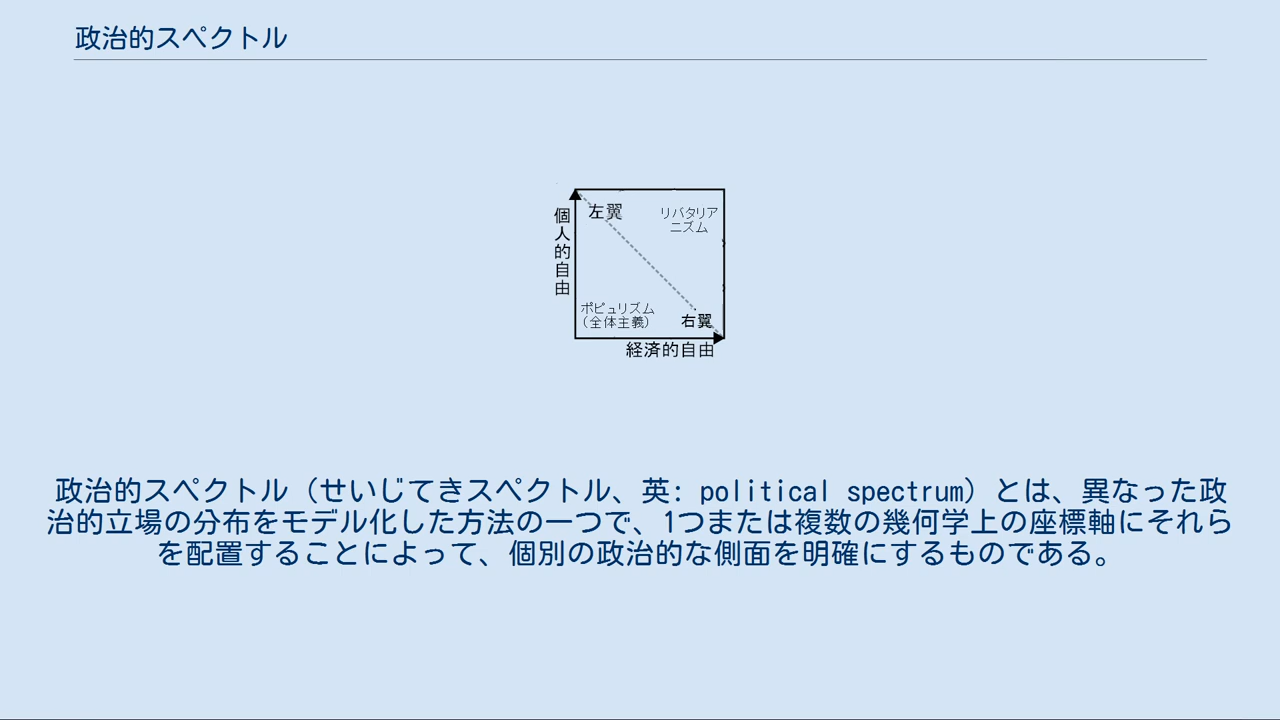 政治的スペクトル
個人的自由
左翼
リバタリア
ニズム
ポピュリズム
（全体主義）
右翼
経済的自由
政治的スペクトル（せいじてきスペクトル、英: political spectrum）とは、異なった政
治的立場の分布をモデル化した方法の一つで、1つまたは複数の幾何学上の座標軸にそれら
を配置することによって、個別の政治的な側面を明確にするものである。